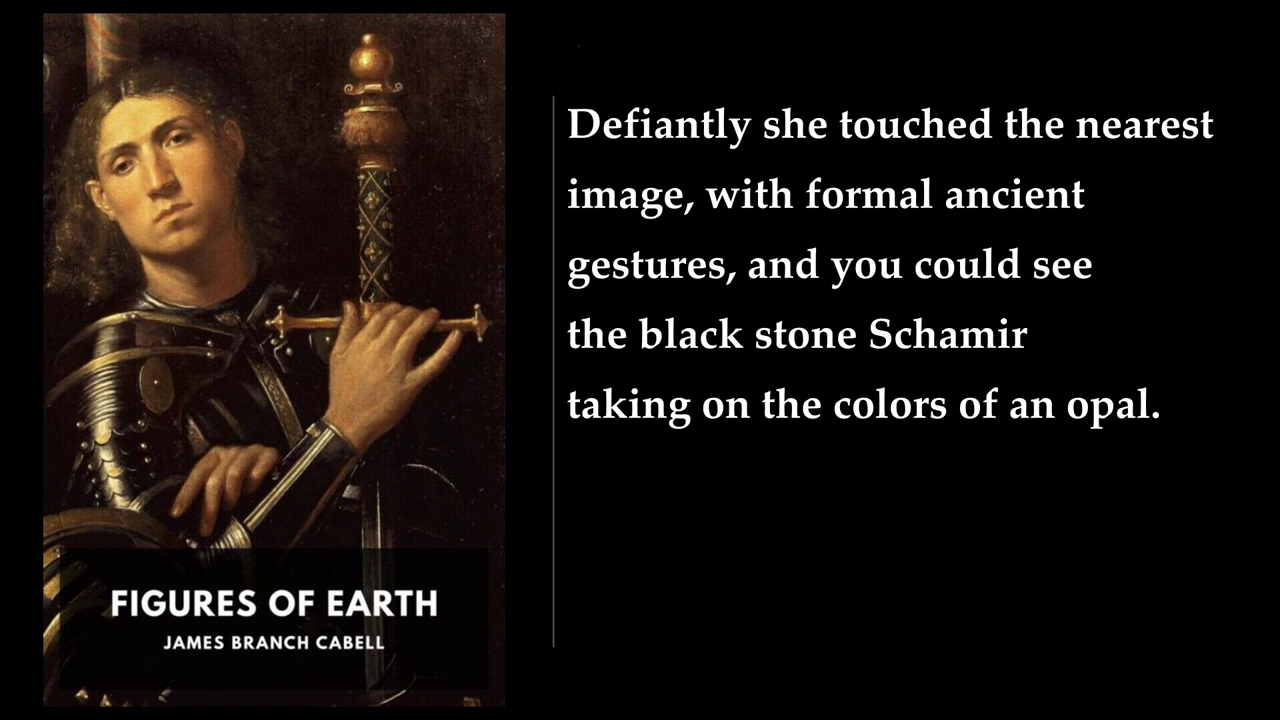 Defiantly she touched the nearest
image, with formal ancient
gestures, and you could see
the black stone Schamir
taking on the colors of an opal.
FIGURES OF EARTH
JAMES BRANCH CABELL